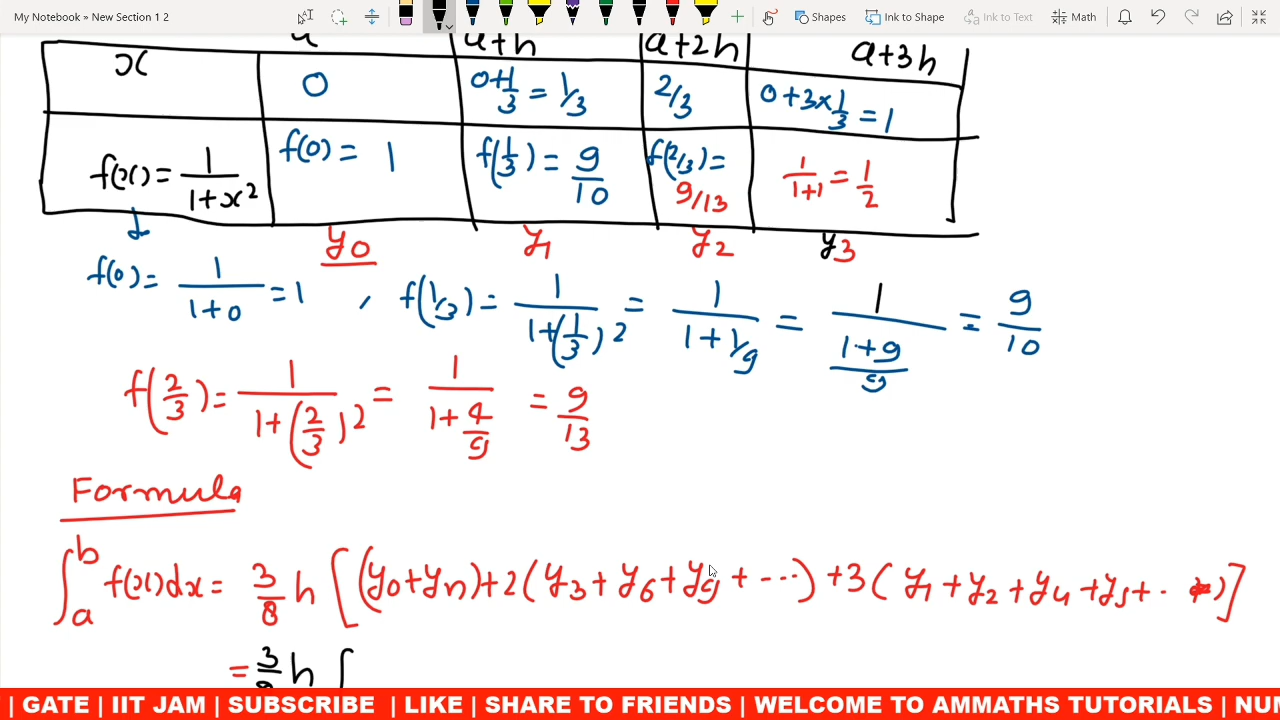 My Notebook » New Section 1 2
Shapes Ink to Shape Ink to Text Math
a a+h a+2h a+3h
x 0 0+1/3 = 1/3 2/3 0+3×1/3 = 1
f(x) = 1/1+x² f(0) = 1 f(1/3) = 9/10 f(2/3) = 9/13 1/1+1 = 1/2
y0 y1 y2 y3
f(0) = 1/1+0 = 1 , f(1/3) = 1/1+(1/3)2 = 1/1+1/9 = 1/1+9/9 = 9/10
f(2/3) = 1/1+(2/3)2 = 1/1+4/9 = 9/13
Formula
∫ab f(x)dx = 3/8 h [(y0+yn)+2(y3+y6+y9+...)+3(y1+y2+y4+y5+..)]
= 3/8 h [
| GATE | IIT JAM | SUBSCRIBE | LIKE | SHARE TO FRIENDS | WELCOME TO AMMATHS TUTORIALS | NUM